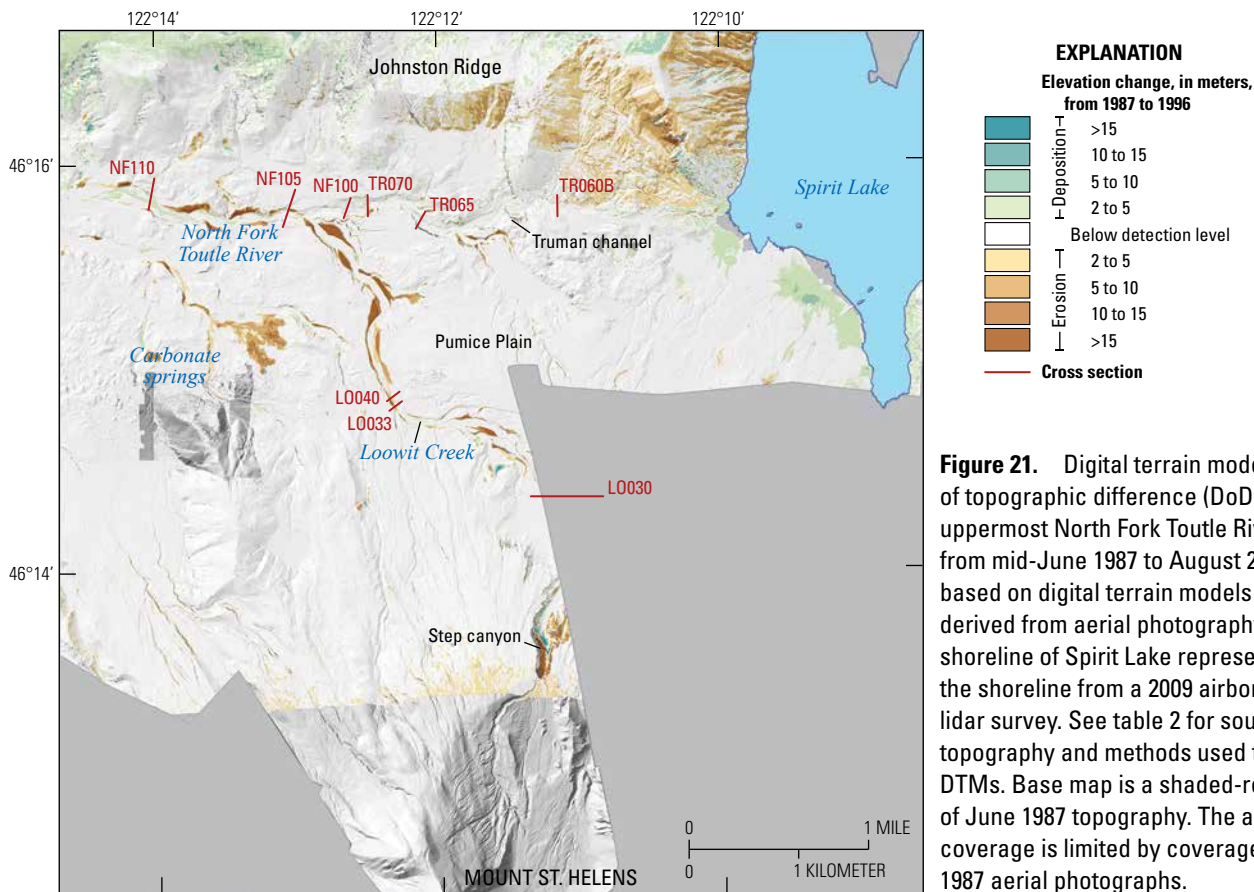 122°14′
122°12′
122°10′
Johnston Ridge
46°16′
NF110
NF105
NF100
TR070
TR065
TR060B
Spirit Lake
North Fork
Toutle River
Truman channel
Pumice Plain
Carbonate
springs
LO040
LO033
Loowit Creek
LO030
46°14′
Step canyon
0
1 MILE
0
1 KILOMETER
MOUNT ST. HELENS
EXPLANATION
Elevation change, in meters,
from 1987 to 1996
Deposition
>15
10 to 15
5 to 10
2 to 5
Below detection level
Erosion
2 to 5
5 to 10
10 to 15
>15
Cross section
Figure 21. Digital terrain mode
of topographic difference (DoD
uppermost North Fork Toutle Riv
from mid-June 1987 to August 2
based on digital terrain models
derived from aerial photography
shoreline of Spirit Lake represe
the shoreline from a 2009 airbor
lidar survey. See table 2 for sou
topography and methods used t
DTMs. Base map is a shaded-re
of June 1987 topography. The a
coverage is limited by coverage
1987 aerial photographs.